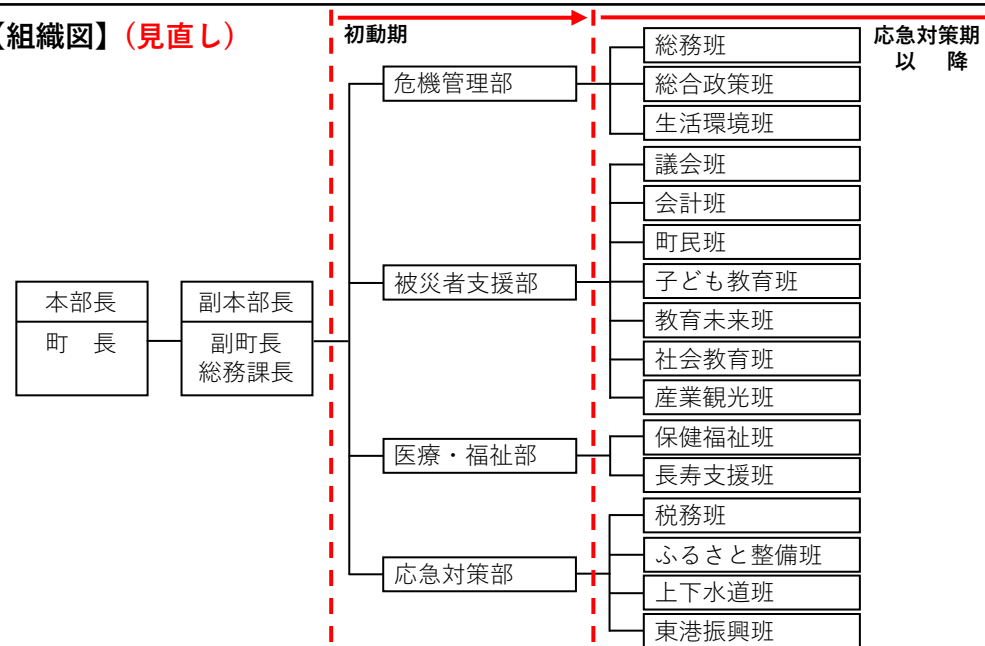 【組織図】(見直し)
初動期
応急対策期
以　降
本部長
町　長
副本部長
副町長
総務課長
危機管理部
総務班
総合政策班
生活環境班
被災者支援部
議会班
会計班
町民班
子ども教育班
教育未来班
社会教育班
産業観光班
医療・福祉部
保健福祉班
長寿支援班
応急対策部
税務班
ふるさと整備班
上下水道班
東港振興班